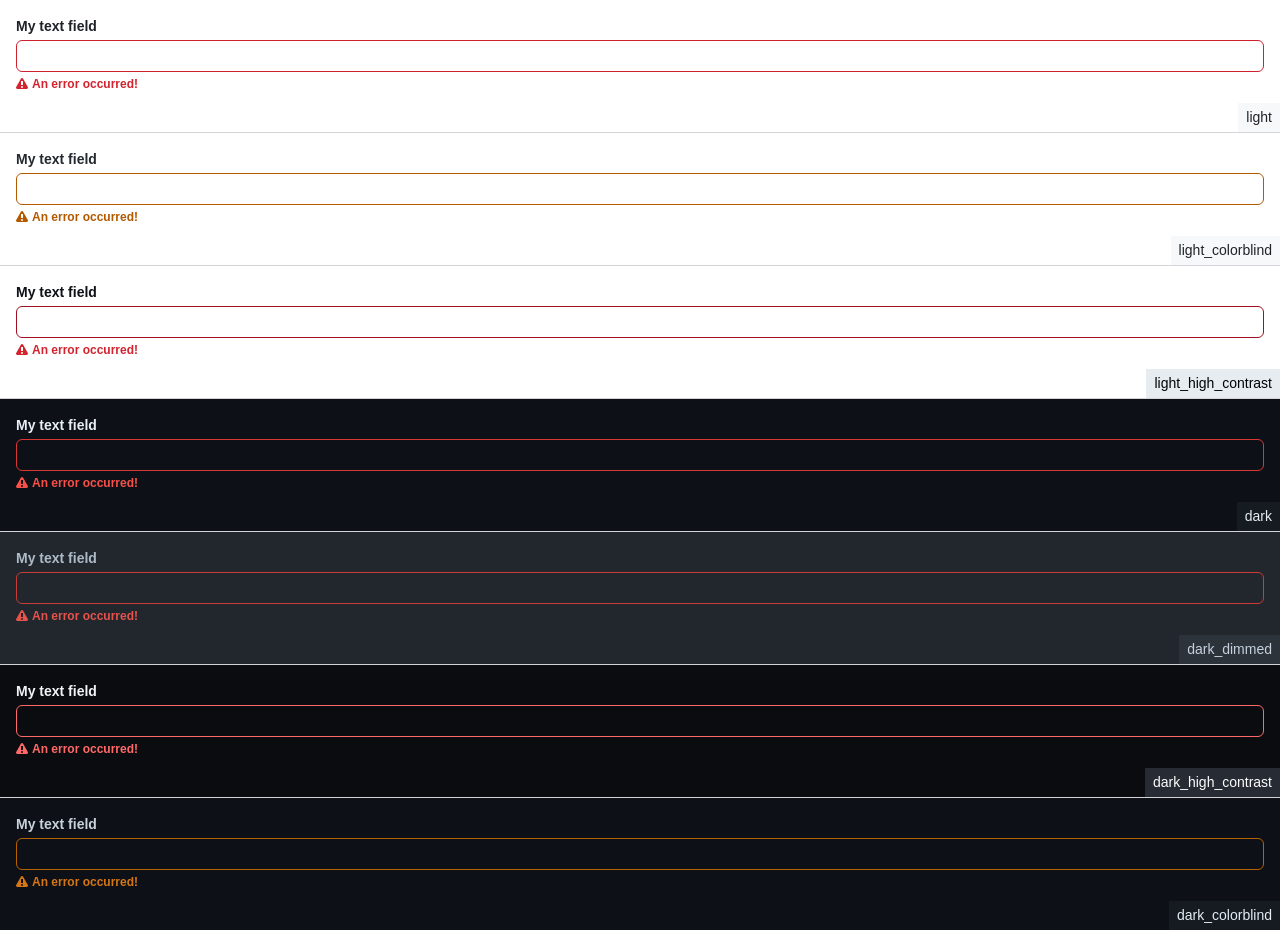 My text field
An error occurred!
light
My text field
An error occurred!
light_colorblind
My text field
An error occurred!
light_high_contrast
My text field
An error occurred!
dark
My text field
An error occurred!
dark_dimmed
My text field
An error occurred!
dark_high_contrast
My text field
An error occurred!
dark_colorblind